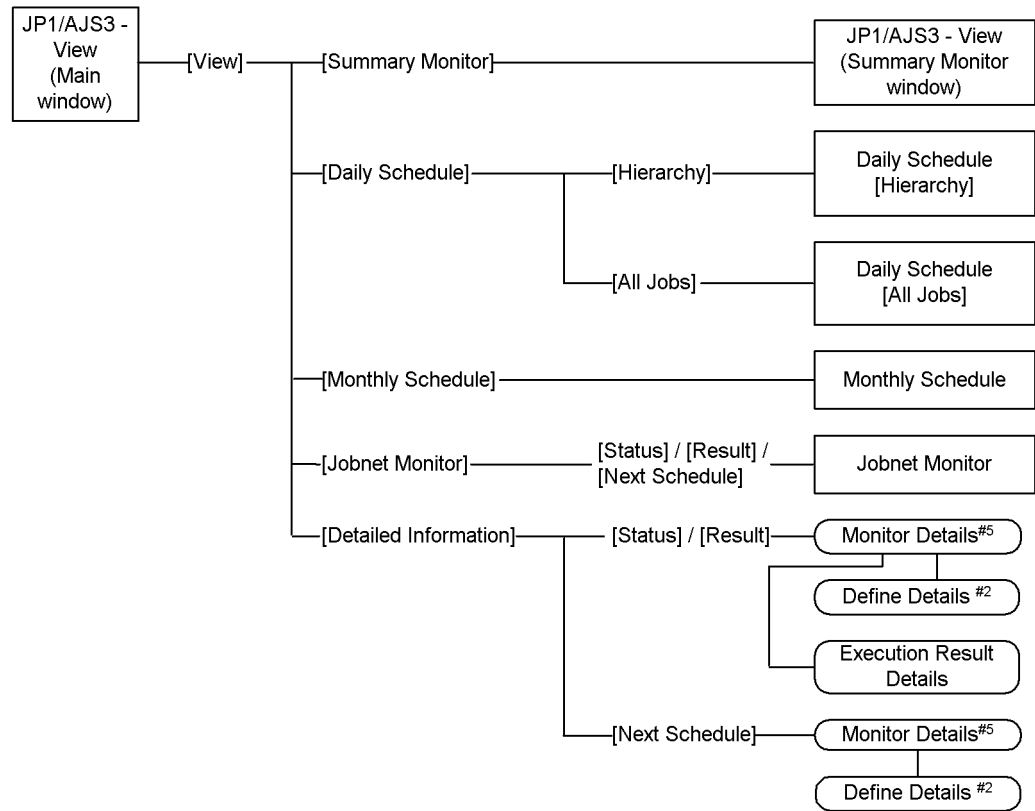 JP1/AJS3 -
View
(Main
window)
[View]
[Summary Monitor]
JP1/AJS3 - View
(Summary Monitor
window)
[Daily Schedule]
[Hierarchy]
Daily Schedule
[Hierarchy]
[All Jobs]
Daily Schedule
[All Jobs]
[Monthly Schedule]
Monthly Schedule
[Jobnet Monitor]
[Status] / [Result] /
[Next Schedule]
Jobnet Monitor
[Detailed Information]
[Status] / [Result]
Monitor Details#5
Define Details #2
Execution Result
Details
[Next Schedule]
Monitor Details#5
Define Details #2